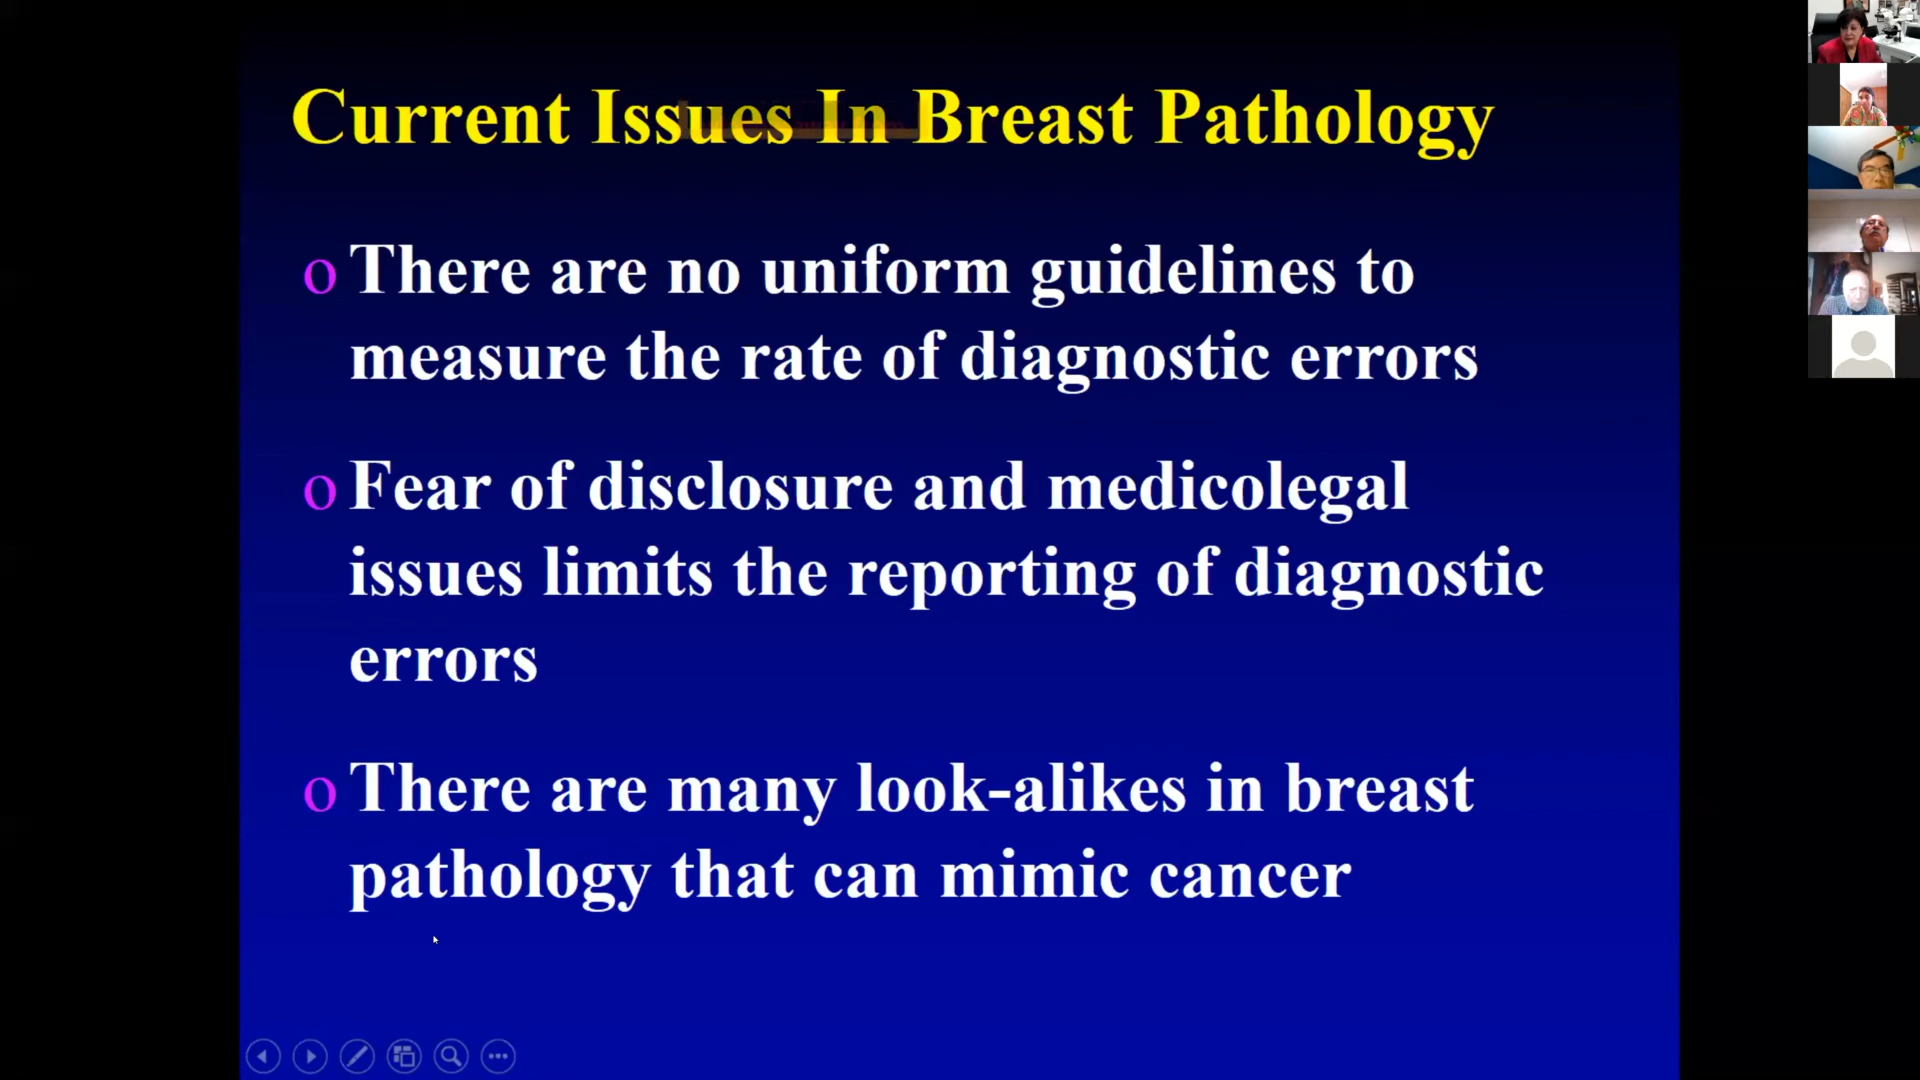 Current Issues In Breast Pathology
o There are no uniform guidelines to
measure the rate of diagnostic errors
o Fear of disclosure and medicolegal
issues limits the reporting of diagnostic
errors
o There are many look-alikes in breast
pathology that can mimic cancer